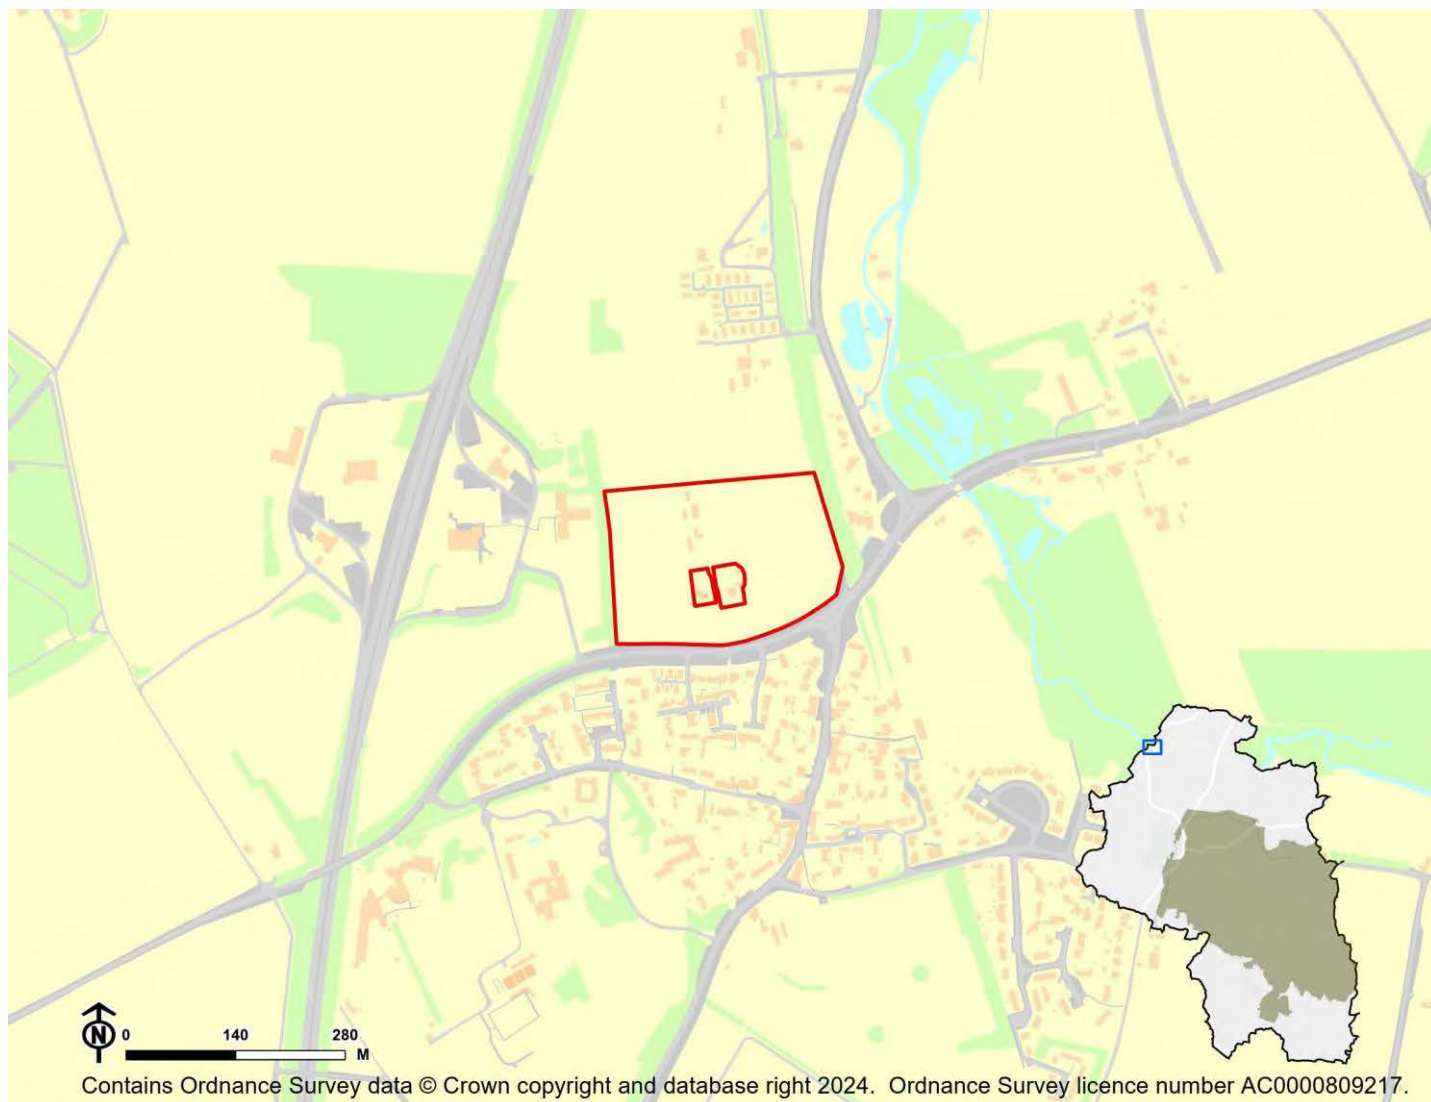 N
0 140 280
M
Contains Ordnance Survey data © Crown copyright and database right 2024. Ordnance Survey licence number AC0000809217.